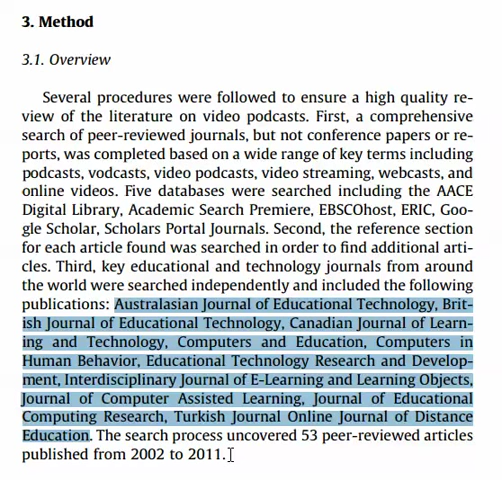 3. Method
3.1. Overview
Several procedures were followed to ensure a high quality re-
view of the literature on video podcasts. First, a comprehensive
search of peer-reviewed journals, but not conference papers or re-
ports, was completed based on a wide range of key terms including
podcasts, vodcasts, video podcasts, video streaming, webcasts, and
online videos. Five databases were searched including the AACE
Digital Library, Academic Search Premiere, EBSCOhost, ERIC, Goo-
gle Scholar, Scholars Portal Journals. Second, the reference section
for each article found was searched in order to find additional arti-
cles. Third, key educational and technology journals from around
the world were searched independently and included the following
publications: Australasian Journal of Educational Technology, Brit-
ish Journal of Educational Technology, Canadian Journal of Learn-
ing and Technology, Computers and Education, Computers in
Human Behavior, Educational Technology Research and Develop-
ment, Interdisciplinary Journal of E-Learning and Learning Objects,
Journal of Computer Assisted Learning, Journal of Educational
Computing Research, Turkish Journal Online Journal of Distance
Education. The search process uncovered 53 peer-reviewed articles
published from 2002 to 2011.